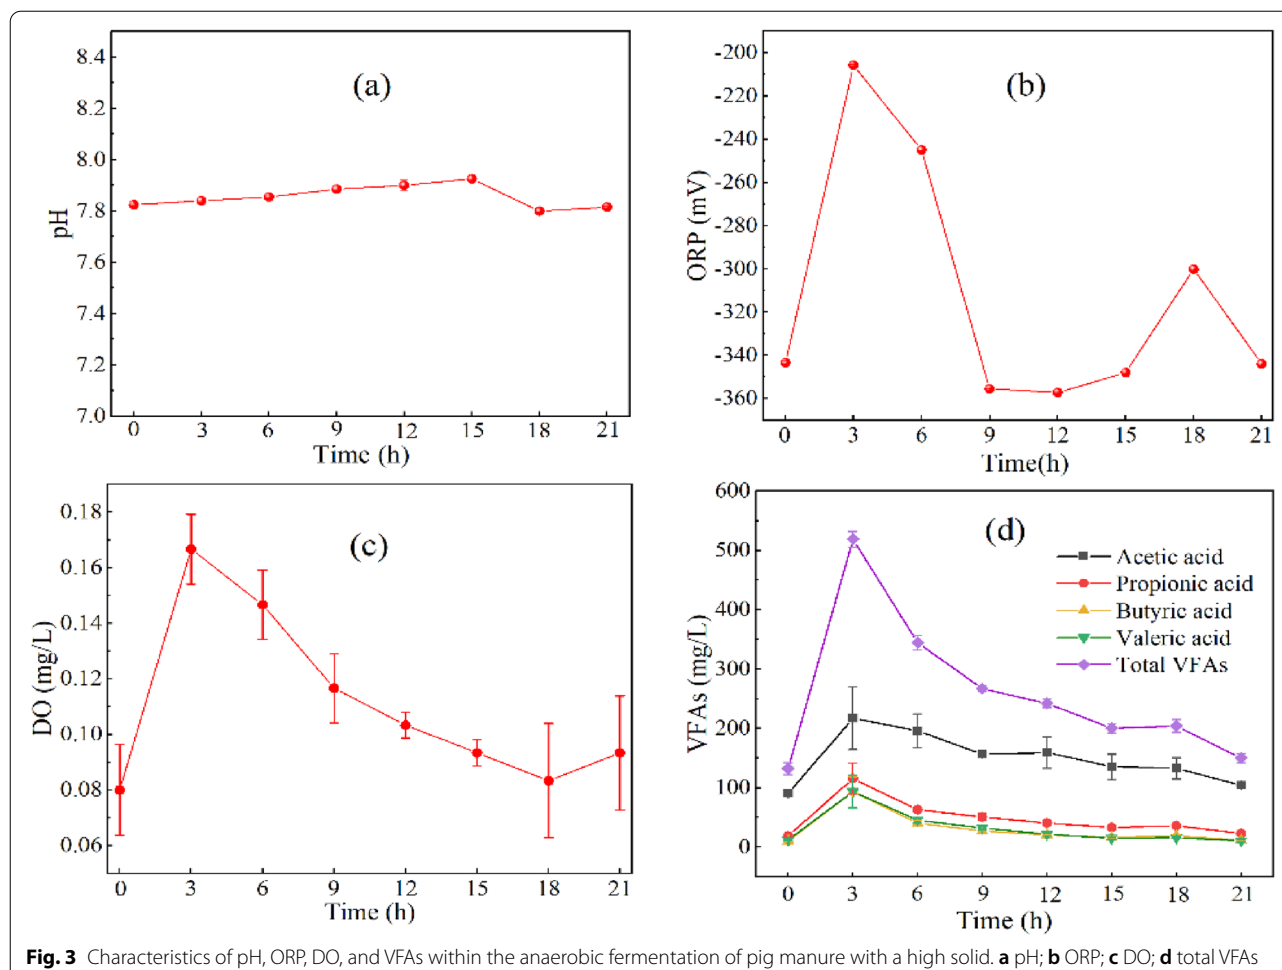 8.4
8.2
8.0
7.8
7.6
7.4
7.2
7.0
pH
(a)
0 3 6 9 12 15 18 21
Time (h)
-200
-220
-240
-260
-280
-300
-320
-340
-360
ORP (mV)
(b)
0 3 6 9 12 15 18 21
Time(h)
0.18
0.16
0.14
0.12
0.10
0.08
0.06
DO (mg/L)
(c)
0 3 6 9 12 15 18 21
Time (h)
600
500
400
300
200
100
0
VFAs (mg/L)
(d)
Acetic acid
Propionic acid
Butyric acid
Valeric acid
Total VFAs
0 3 6 9 12 15 18 21
Time (h)
Fig. 3 Characteristics of pH, ORP, DO, and VFAs within the anaerobic fermentation of pig manure with a high solid. a pH; b ORP; c DO; d total VFAs